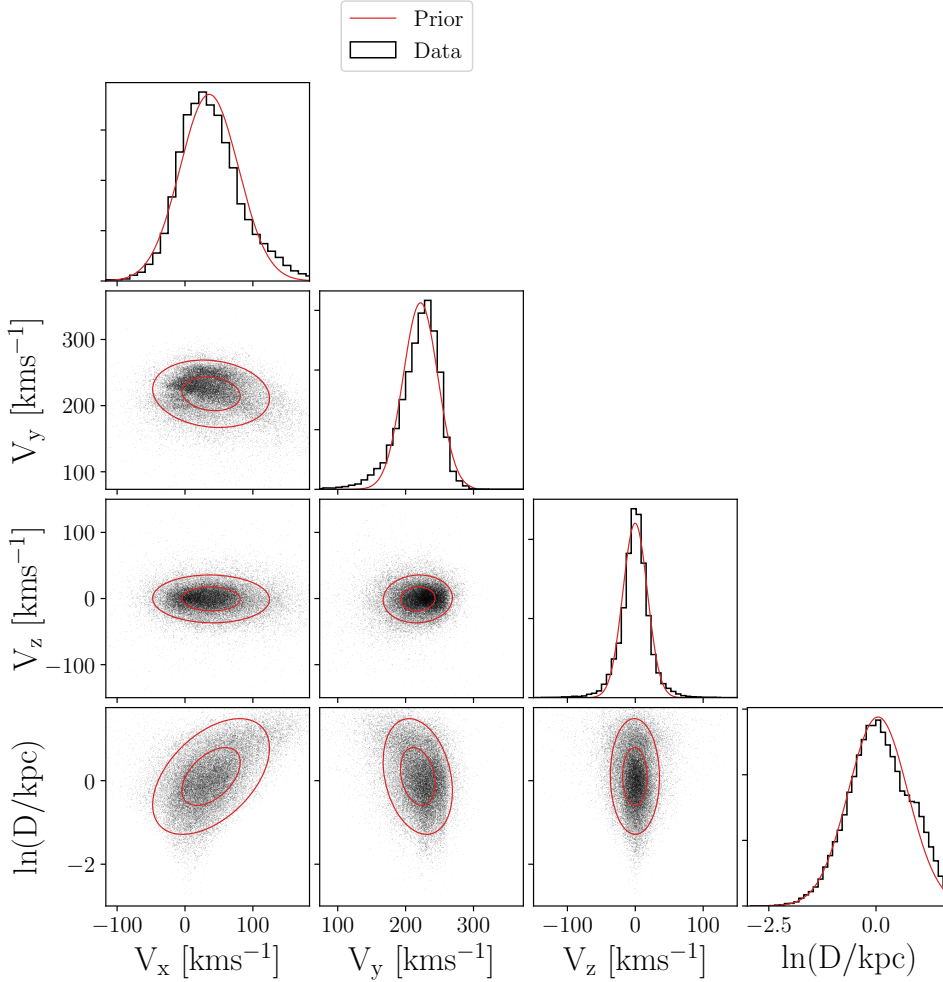 Prior
Data
V_y [kms⁻¹]
300
200
100
V_z [kms⁻¹]
100
0
−100
ln(D/kpc)
0
−2
−100 0 100
100 200 300
−100 0 100
−2.5 0.0
V_x [kms⁻¹]
V_y [kms⁻¹]
V_z [kms⁻¹]
ln(D/kpc)